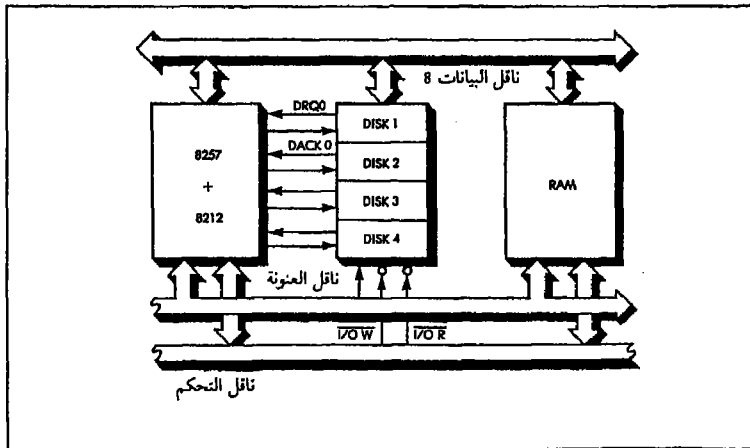 ناقل البيانات 8
DRQ0
DISK 1
DACK 0
DISK 2
8257
+
8212
DISK 3
DISK 4
RAM
ناقل العنونة
I/O W
I/O R
ناقل التحكم